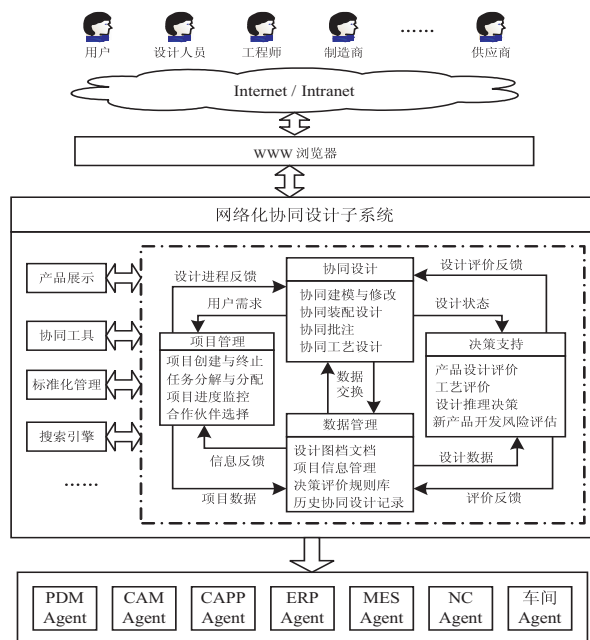 用户
设计人员
工程师
制造商
……
供应商
Internet / Intranet
WWW 浏览器
网络化协同设计子系统
产品展示
协同工具
标准化管理
搜索引擎
……
设计进程反馈
用户需求
协同设计
协同建模与修改
协同装配设计
协同批注
协同工艺设计
设计评价反馈
设计状态
项目管理
项目创建与终止
任务分解与分配
项目进度监控
合作伙伴选择
决策支持
产品设计评价
工艺评价
设计推理决策
新产品开发风险评估
数据
交换
数据管理
设计图档文档
项目信息管理
决策评价规则库
历史协同设计记录
信息反馈
项目数据
设计数据
评价反馈
PDM
Agent
CAM
Agent
CAPP
Agent
ERP
Agent
MES
Agent
NC
Agent
车间
Agent